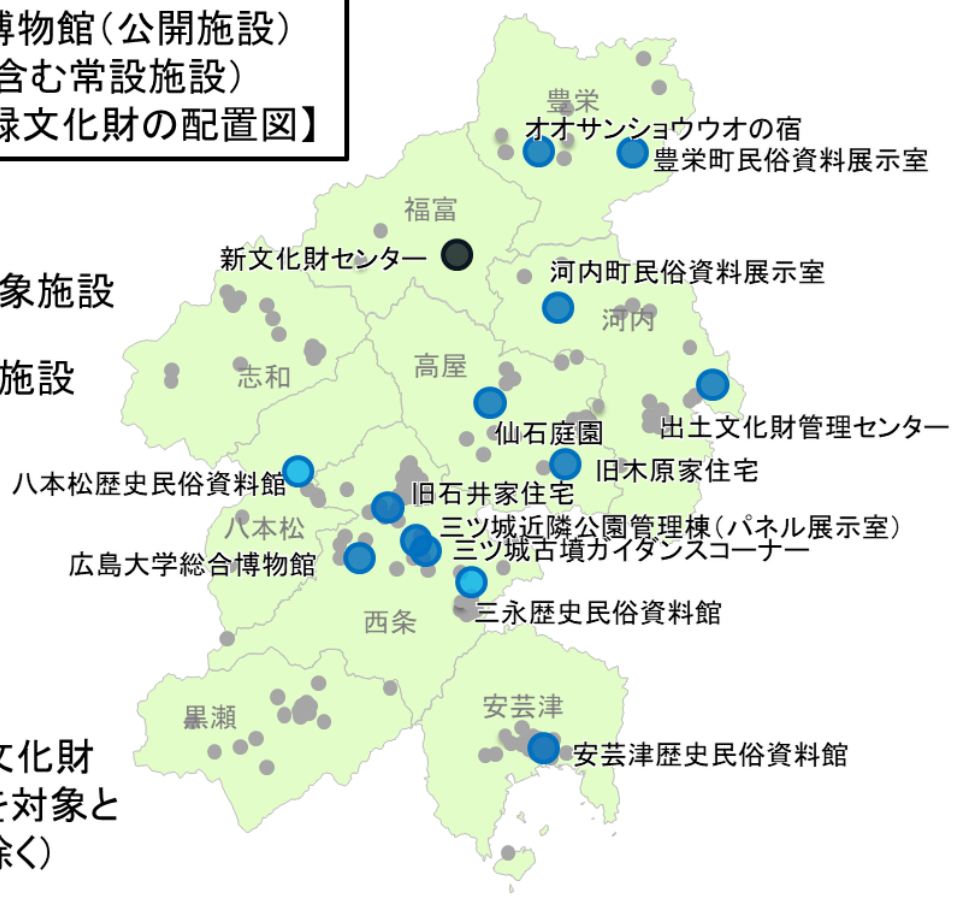 博物館（公開施設）
含む常設施設）
録文化財の配置図】
豊栄
オオサンショウウオの宿
豊栄町民俗資料展示室
福富
新文化財センター
河内町民俗資料展示室
象施設
河内
施設
志和
高屋
仙石庭園
出土文化財管理センター
旧木原家住宅
八本松歴史民俗資料館
旧石井家住宅
八本松
三ツ城近隣公園管理棟（パネル展示室）
三ツ城古墳ガイダンスコーナー
広島大学総合博物館
三永歴史民俗資料館
西条
黒瀬
安芸津
文化財
安芸津歴史民俗資料館
を対象と
除く）